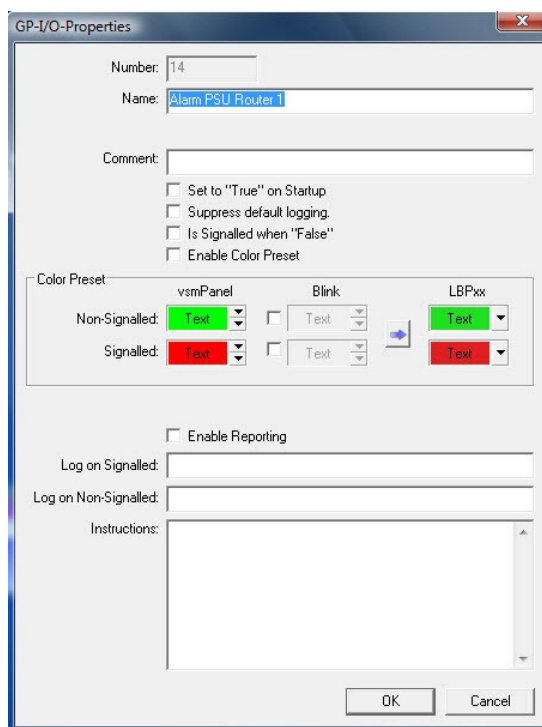 GP-I/O-Properties
Number: 14
Name: Alarm PSU Router 1
Comment:
Set to "True" on Startup
Suppress default logging.
Is Signalled when "False"
Enable Color Preset
Color Preset
vsmPanel Blink LBPxx
Non-Signalled: Text Text Text
Signalled: Text Text Text
Enable Reporting
Log on Signalled:
Log on Non-Signalled:
Instructions:
OK Cancel